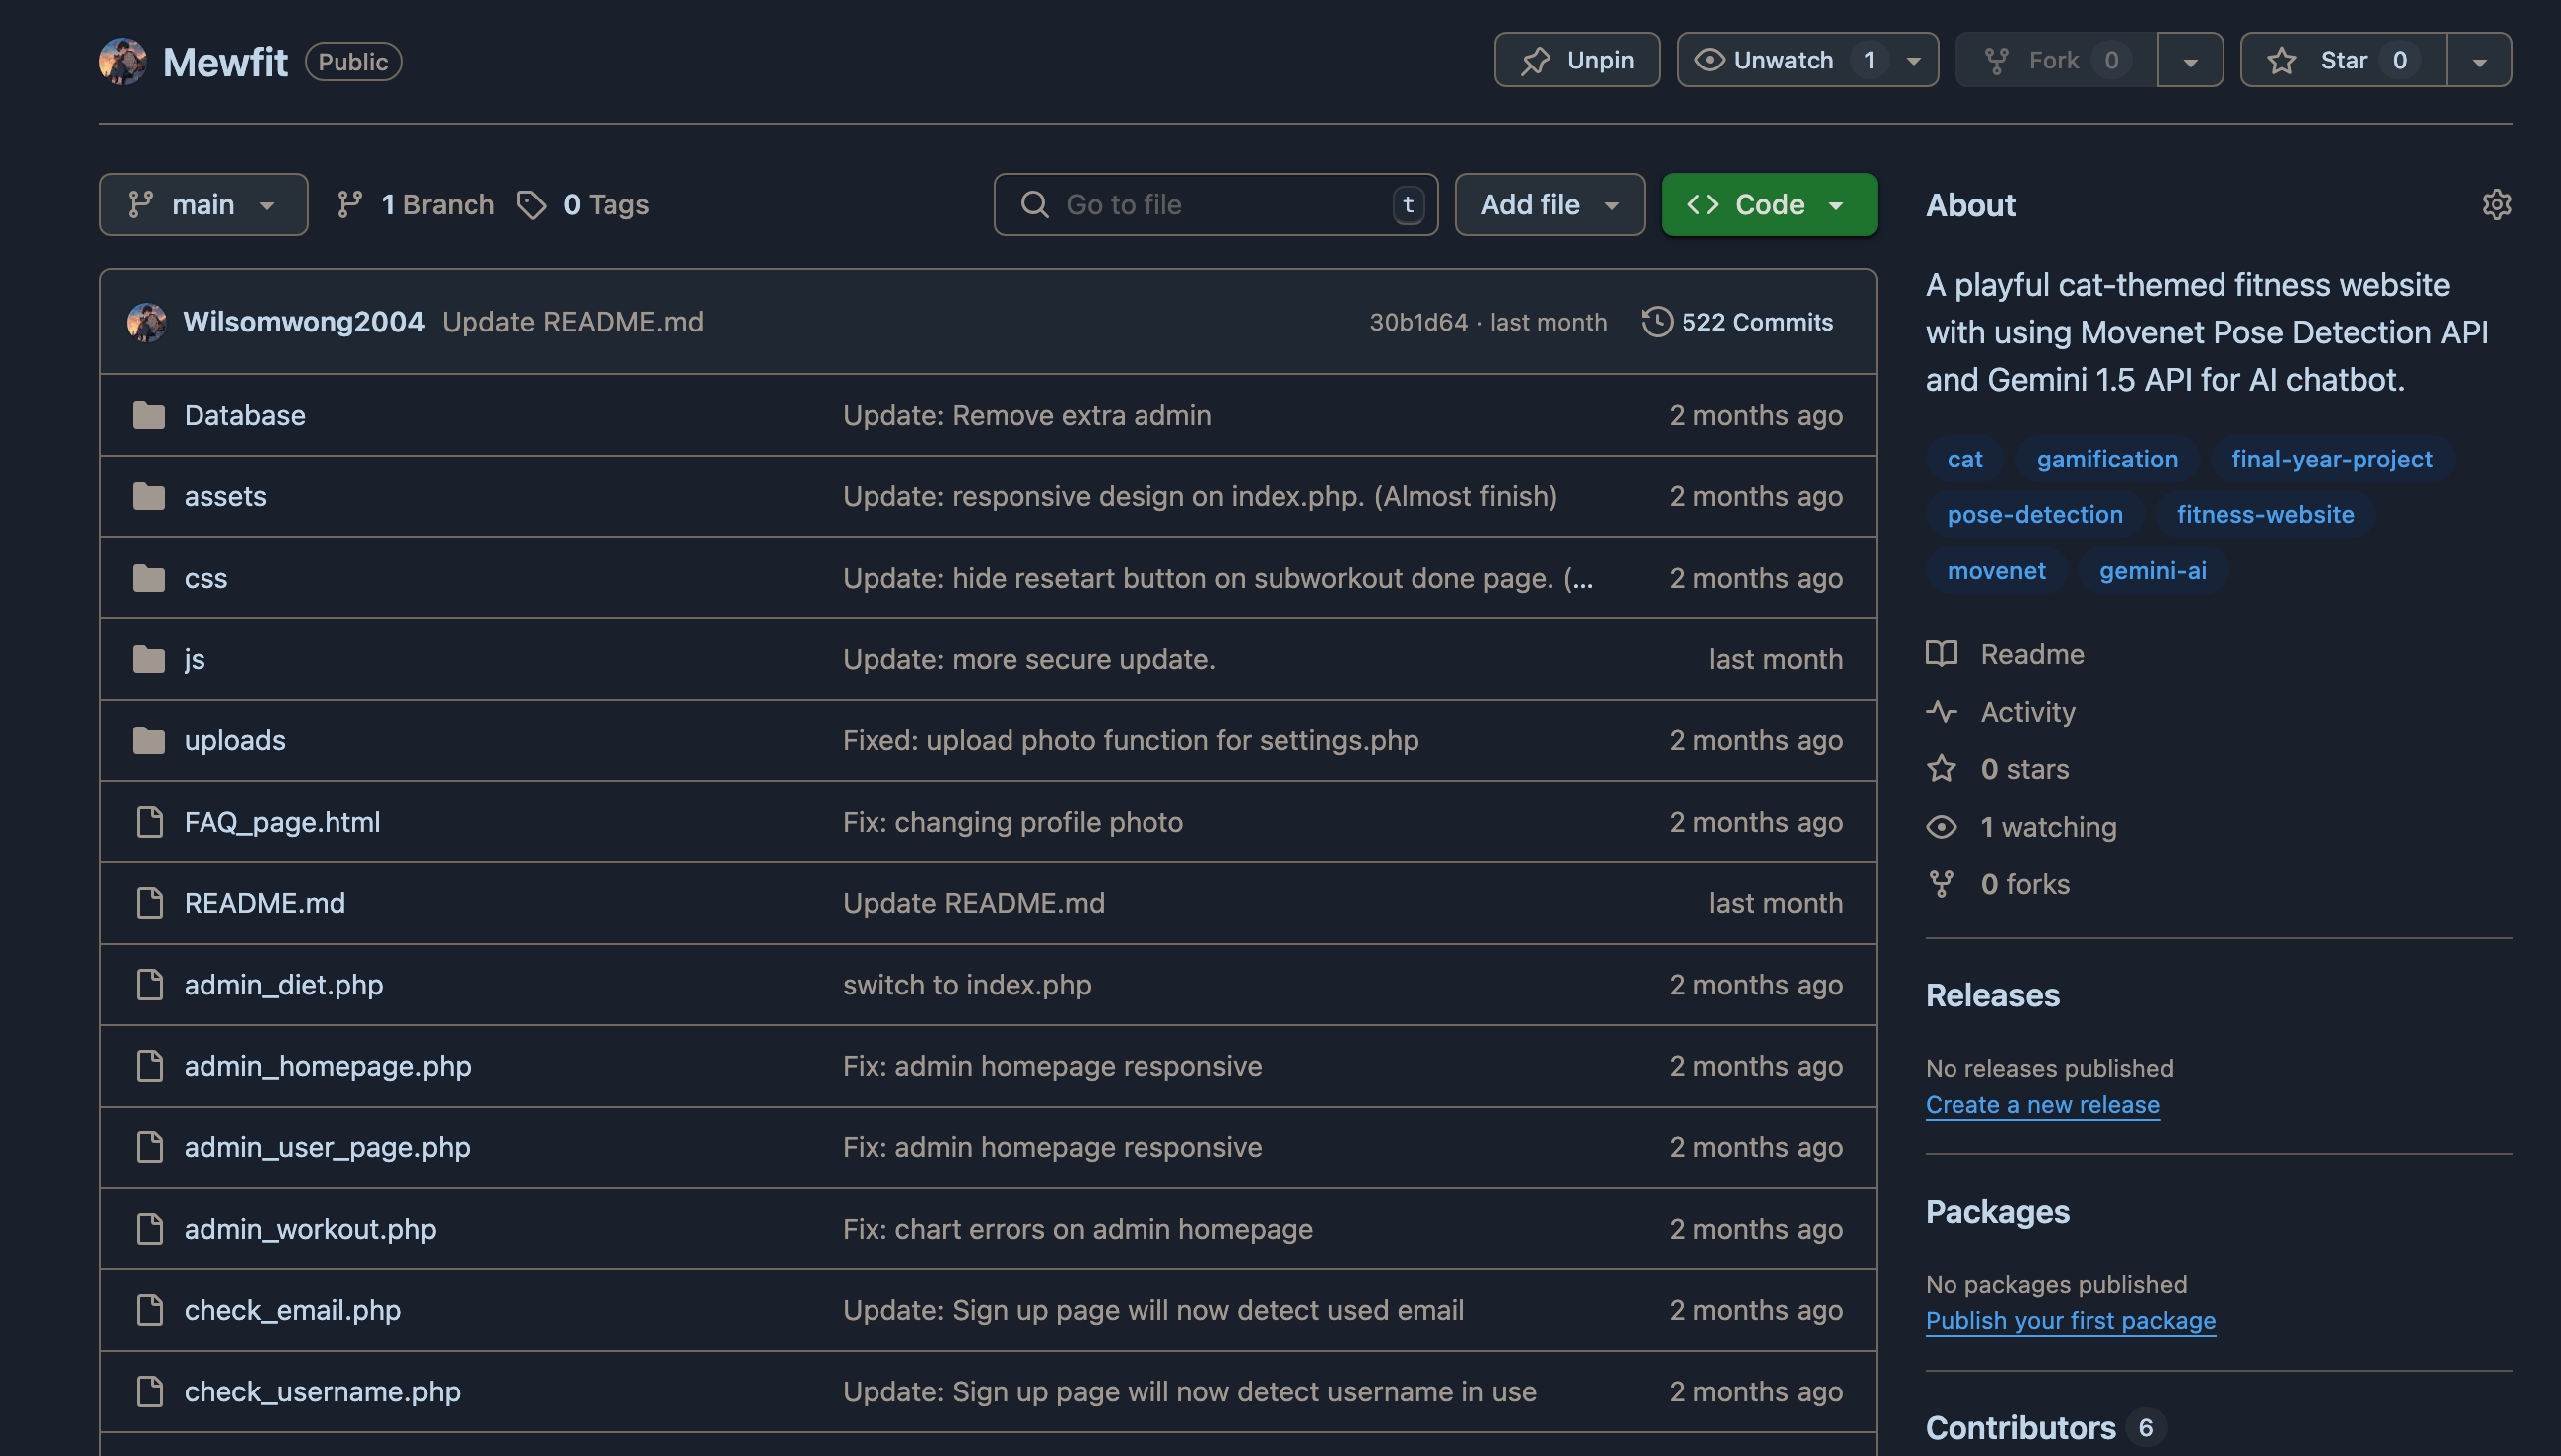 Mewfit Public Unpin Unwatch 1 Fork 0 Star 0
main 1 Branch 0 Tags Go to file t Add file Code
Wilsomwong2004 Update README.md 30b1d64 · last month 522 Commits
Database Update: Remove extra admin 2 months ago
assets Update: responsive design on index.php. (Almost finish) 2 months ago
css Update: hide resetart button on subworkout done page. (... 2 months ago
js Update: more secure update. last month
uploads Fixed: upload photo function for settings.php 2 months ago
FAQ_page.html Fix: changing profile photo 2 months ago
README.md Update README.md last month
admin_diet.php switch to index.php 2 months ago
admin_homepage.php Fix: admin homepage responsive 2 months ago
admin_user_page.php Fix: admin homepage responsive 2 months ago
admin_workout.php Fix: chart errors on admin homepage 2 months ago
check_email.php Update: Sign up page will now detect used email 2 months ago
check_username.php Update: Sign up page will now detect username in use 2 months ago
About
A playful cat-themed fitness website
with using Movenet Pose Detection API
and Gemini 1.5 API for AI chatbot.
cat gamification final-year-project
pose-detection fitness-website
movenet gemini-ai
Readme
Activity
0 stars
1 watching
0 forks
Releases
No releases published
Create a new release
Packages
No packages published
Publish your first package
Contributors 6